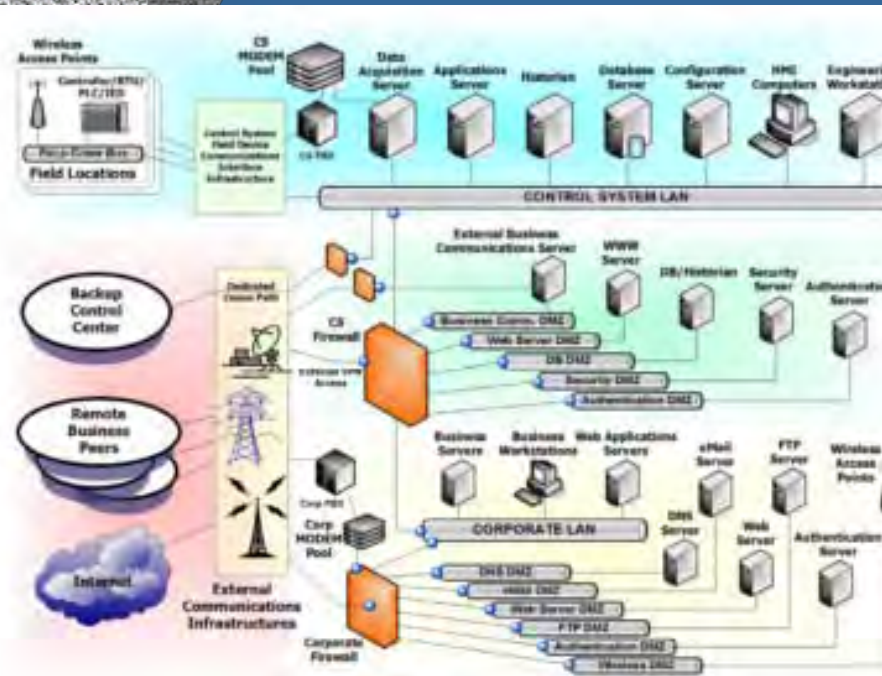 Wireless
Access Points
Controller/RTU/
PLC/IED
Field Locations
CS
MODEM
Pool
CS PBX
Control System
Field Device
Communications
Interface
Infrastructure
Data
Acquisition
Server
Applications
Server
Historian
Database
Server
Configuration
Server
HMI
Computers
Engineeri
Workstati
CONTROL SYSTEM LAN
External Business
Communications Server
WWW
Server
DB/Historian
Security
Server
Authenticatio
Server
Backup
Control
Center
Dedicated
Comm Path
CS
Firewall
External VPN
Access
Business Comm. DMZ
Web Server DMZ
DB DMZ
Security DMZ
Authentication DMZ
Remote
Business
Peers
Business
Servers
Business
Workstations
Web Applications
Servers
eMail
Server
FTP
Server
Wireless
Access
Points
Corp PBX
Corp
MODEM
Pool
CORPORATE LAN
DNS
Server
Web
Server
Authentication
Server
Internet
External
Communications
Infrastructures
Corporate
Firewall
DNS DMZ
eMail DMZ
Web Server DMZ
FTP DMZ
Authentication DMZ
Wireless DMZ